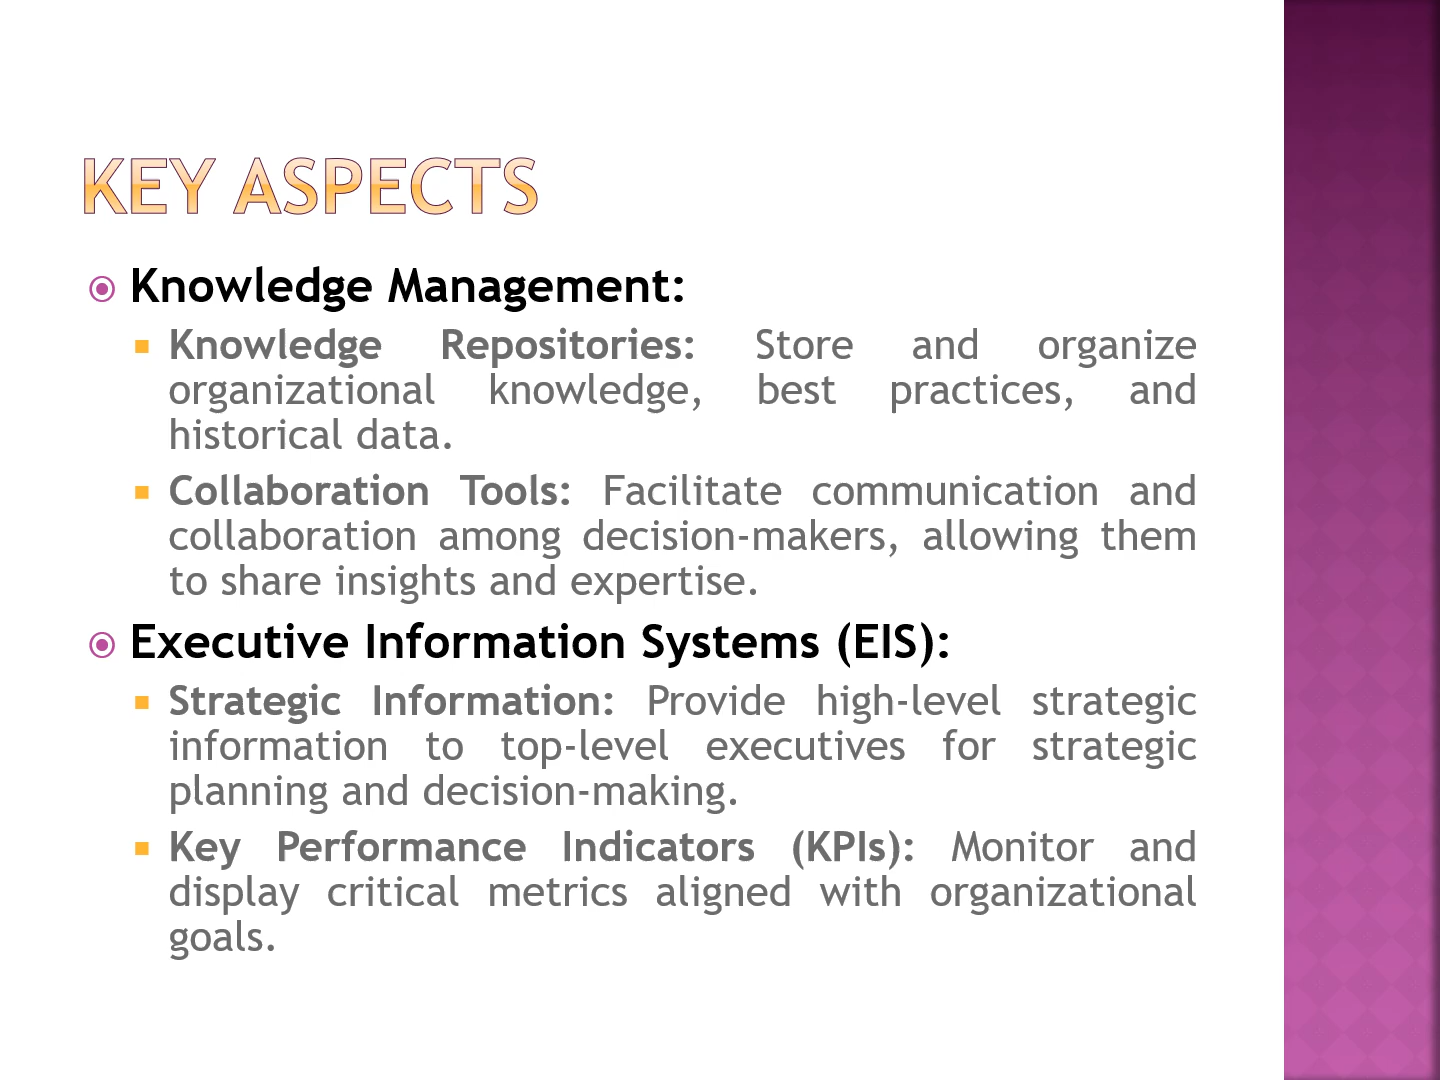 KEY ASPECTS
Knowledge Management:
Knowledge Repositories: Store and organize
organizational knowledge, best practices, and
historical data.
Collaboration Tools: Facilitate communication and
collaboration among decision-makers, allowing them
to share insights and expertise.
Executive Information Systems (EIS):
Strategic Information: Provide high-level strategic
information to top-level executives for strategic
planning and decision-making.
Key Performance Indicators (KPIs): Monitor and
display critical metrics aligned with organizational
goals.